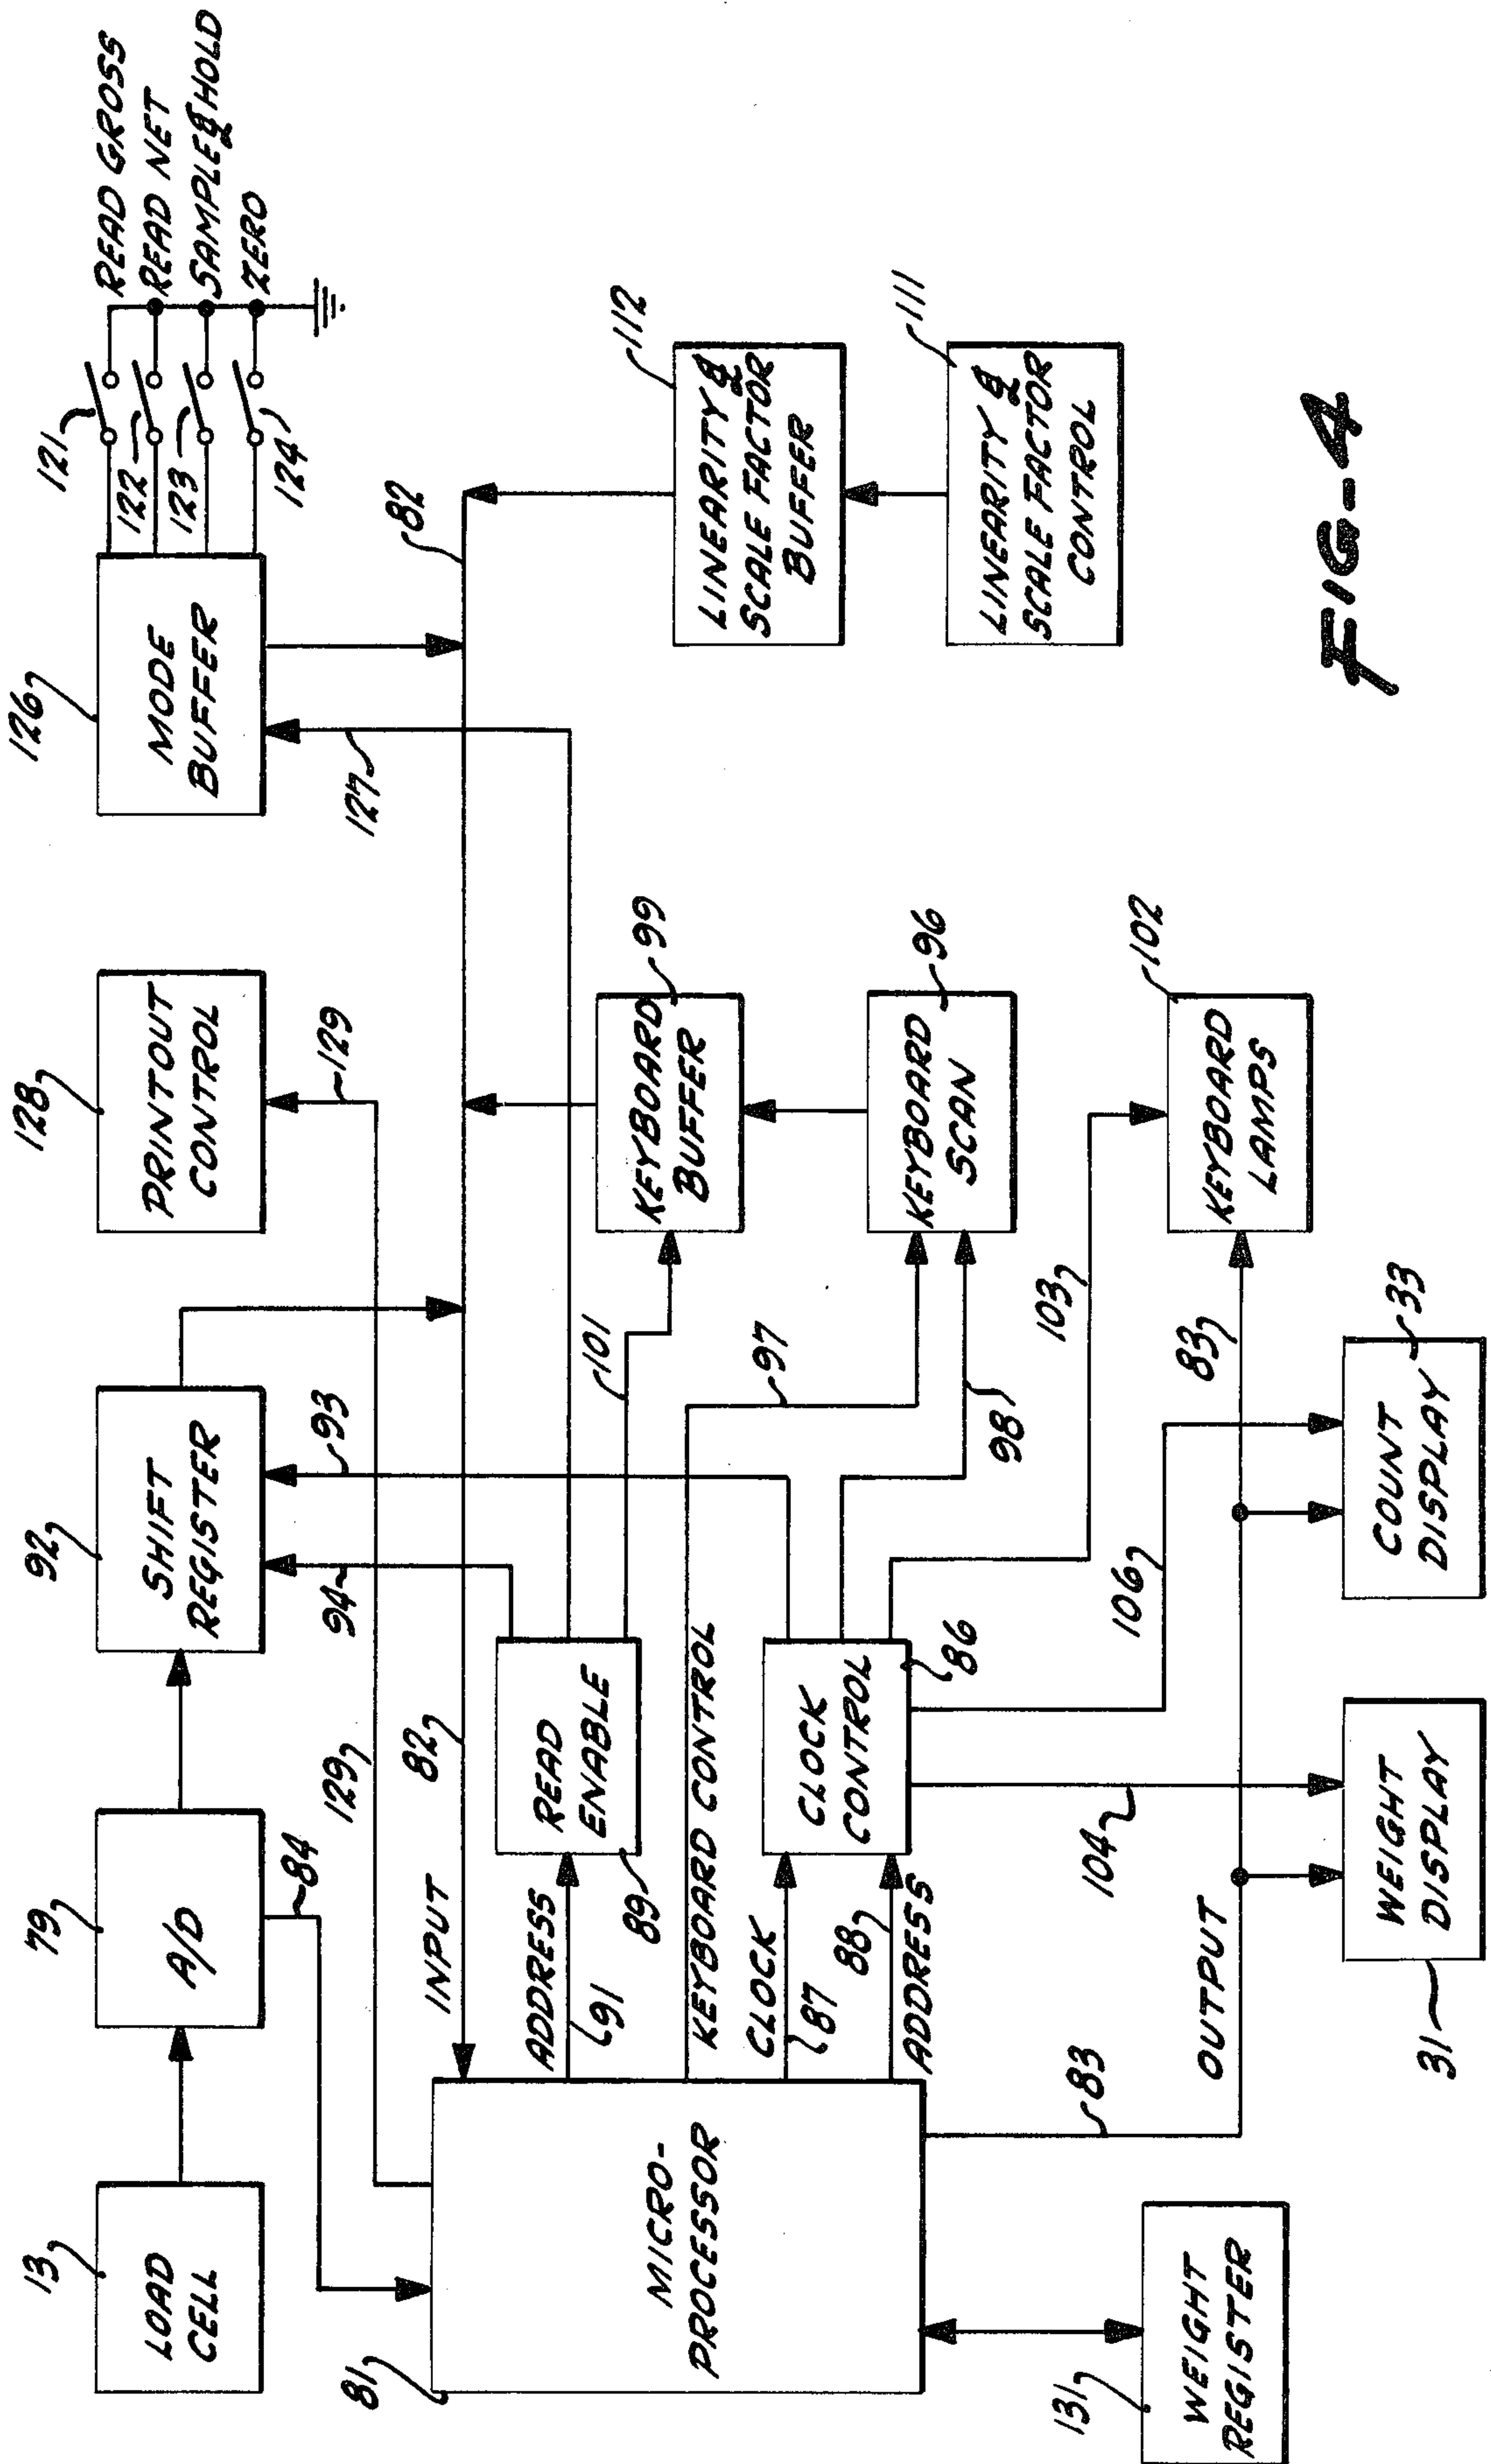 13
LOAD
CELL
79
A/D
84
92
SHIFT
REGISTER
94
93
128
PRINTOUT
CONTROL
129
129
126
MODE
BUFFER
127
121
122
123
124
READ GROSS
READ NET
SAMPLE & HOLD
ZERO
81
MICRO-
PROCESSOR
INPUT
82
82
ADDRESS
91
READ
ENABLE
89
101
KEYBOARD CONTROL
97
KEYBOARD
BUFFER
99
CLOCK
87
88
ADDRESS
CLOCK
CONTROL
86
98
KEYBOARD
SCAN
96
103
KEYBOARD
LAMPS
102
LINEARITY &
SCALE FACTOR
BUFFER
112
LINEARITY &
SCALE FACTOR
CONTROL
111
131
WEIGHT
REGISTER
83
OUTPUT
104
106
83
WEIGHT
DISPLAY
31
COUNT
DISPLAY
33
FIG-4